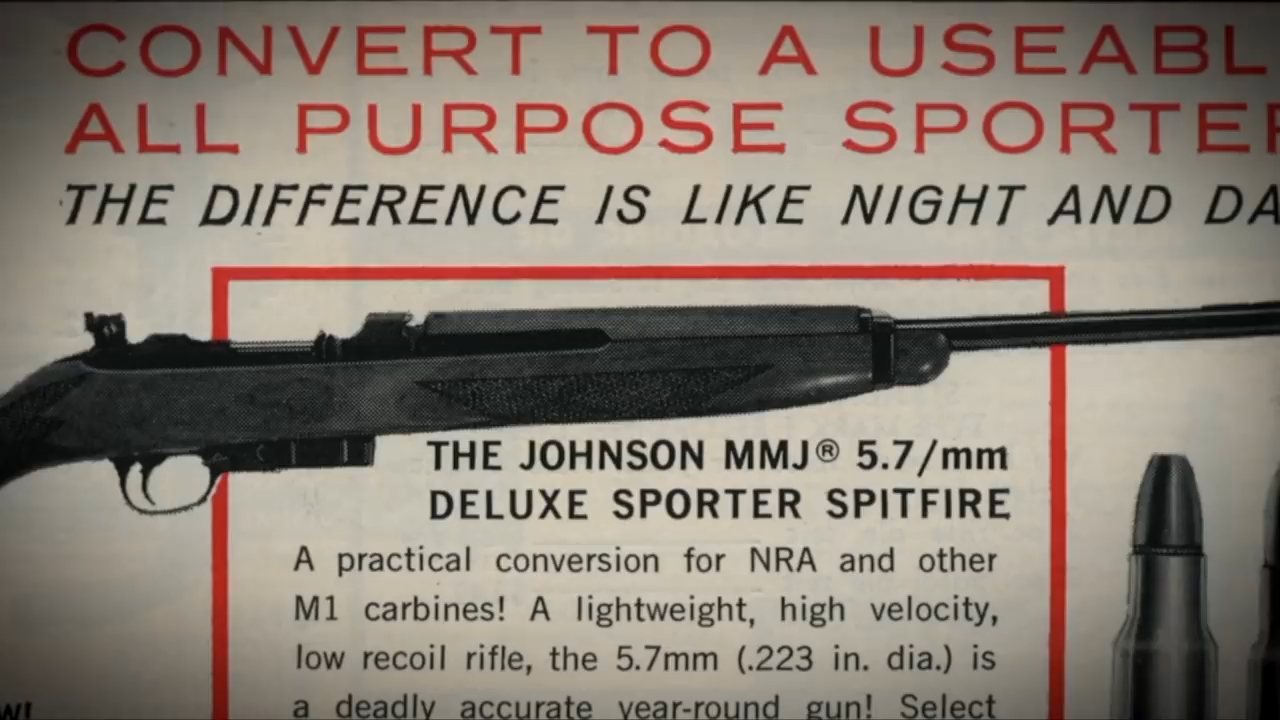 CONVERT TO A USEABL
ALL PURPOSE SPORTER
THE DIFFERENCE IS LIKE NIGHT AND DA
THE JOHNSON MMJ® 5.7/mm
DELUXE SPORTER SPITFIRE
A practical conversion for NRA and other
M1 carbines! A lightweight, high velocity,
low recoil rifle, the 5.7mm (.223 in. dia.) is
a deadly accurate year-round gun! Select
W!